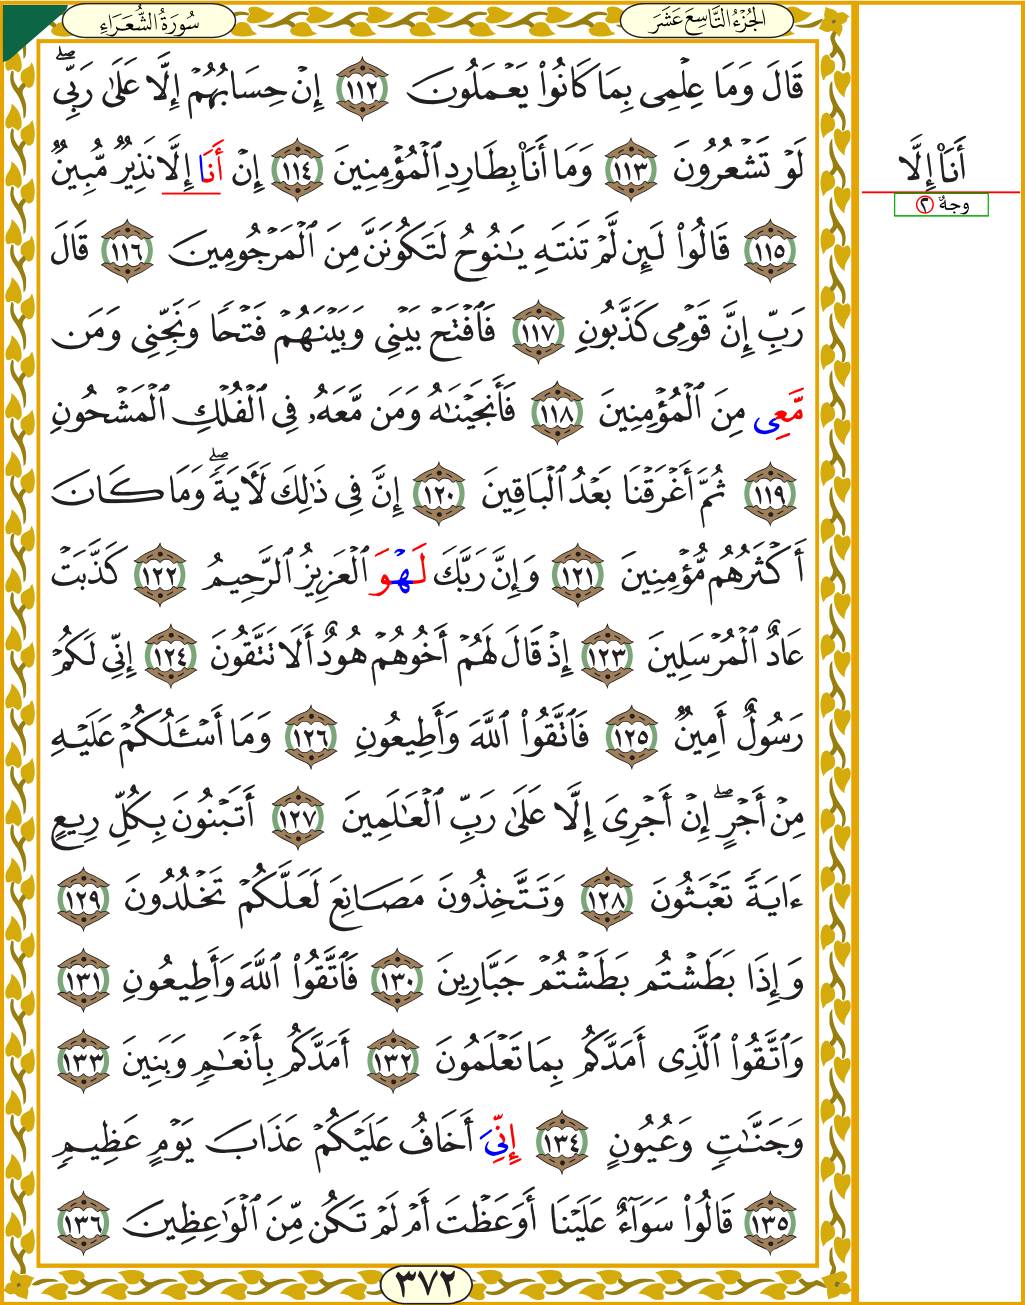 سُورَةُ الشُّعَرَاءِ
الجُزْءُ التَّاسِعَ عَشَرَ
قَالَ وَمَا عِلْمِى بِمَا كَانُوا۟ يَعْمَلُونَ ١١٢ إِنْ حِسَابُهُمْ إِلَّا عَلَىٰ رَبِّىۖ
لَوْ تَشْعُرُونَ ١١٣ وَمَا أَنَا۠ بِطَارِدِ ٱلْمُؤْمِنِينَ ١١٤ إِنْ أَنَا إِلَّا نَذِيرٌ مُّبِينٌ
١١٥ قَالُوا۟ لَئِن لَّمْ تَنتَهِ يَٰنُوحُ لَتَكُونَنَّ مِنَ ٱلْمَرْجُومِينَ ١١٦ قَالَ
رَبِّ إِنَّ قَوْمِى كَذَّبُونِ ١١٧ فَٱفْتَحْ بَيْنِى وَبَيْنَهُمْ فَتْحًا وَنَجِّنِى وَمَن
مَّعِى مِنَ ٱلْمُؤْمِنِينَ ١١٨ فَأَنجَيْنَٰهُ وَمَن مَّعَهُۥ فِى ٱلْفُلْكِ ٱلْمَشْحُونِ
١١٩ ثُمَّ أَغْرَقْنَا بَعْدُ ٱلْبَاقِينَ ١٢٠ إِنَّ فِى ذَٰلِكَ لَأٓيَةًۖ وَمَا كَانَ
أَكْثَرُهُم مُّؤْمِنِينَ ١٢١ وَإِنَّ رَبَّكَ لَهْوَ ٱلْعَزِيزُ ٱلرَّحِيمُ ١٢٢ كَذَّبَتْ
عَادٌ ٱلْمُرْسَلِينَ ١٢٣ إِذْ قَالَ لَهُمْ أَخُوهُمْ هُودٌ أَلَا تَتَّقُونَ ١٢٤ إِنِّى لَكُمْ
رَسُولٌ أَمِينٌ ١٢٥ فَٱتَّقُوا۟ ٱللَّهَ وَأَطِيعُونِ ١٢٦ وَمَا أَسْـَٔلُكُمْ عَلَيْهِ
مِنْ أَجْرٍۖ إِنْ أَجْرِىَ إِلَّا عَلَىٰ رَبِّ ٱلْعَٰلَمِينَ ١٢٧ أَتَبْنُونَ بِكُلِّ رِيعٍ
ءَايَةً تَعْبَثُونَ ١٢٨ وَتَتَّخِذُونَ مَصَانِعَ لَعَلَّكُمْ تَخْلُدُونَ ١٢٩
وَإِذَا بَطَشْتُم بَطَشْتُمْ جَبَّارِينَ ١٣٠ فَٱتَّقُوا۟ ٱللَّهَ وَأَطِيعُونِ ١٣١
وَٱتَّقُوا۟ ٱلَّذِى أَمَدَّكُم بِمَا تَعْلَمُونَ ١٣٢ أَمَدَّكُم بِأَنْعَٰمٍ وَبَنِينَ ١٣٣
وَجَنَّٰتٍ وَعُيُونٍ ١٣٤ إِنِّىَ أَخَافُ عَلَيْكُمْ عَذَابَ يَوْمٍ عَظِيمٍ
١٣٥ قَالُوا۟ سَوَآءٌ عَلَيْنَا أَوَعَظْتَ أَمْ لَمْ تَكُن مِّنَ ٱلْوَٰعِظِينَ ١٣٦
٣٧٢
أَنَا۠ إِلَّا
وجهٌ ٢